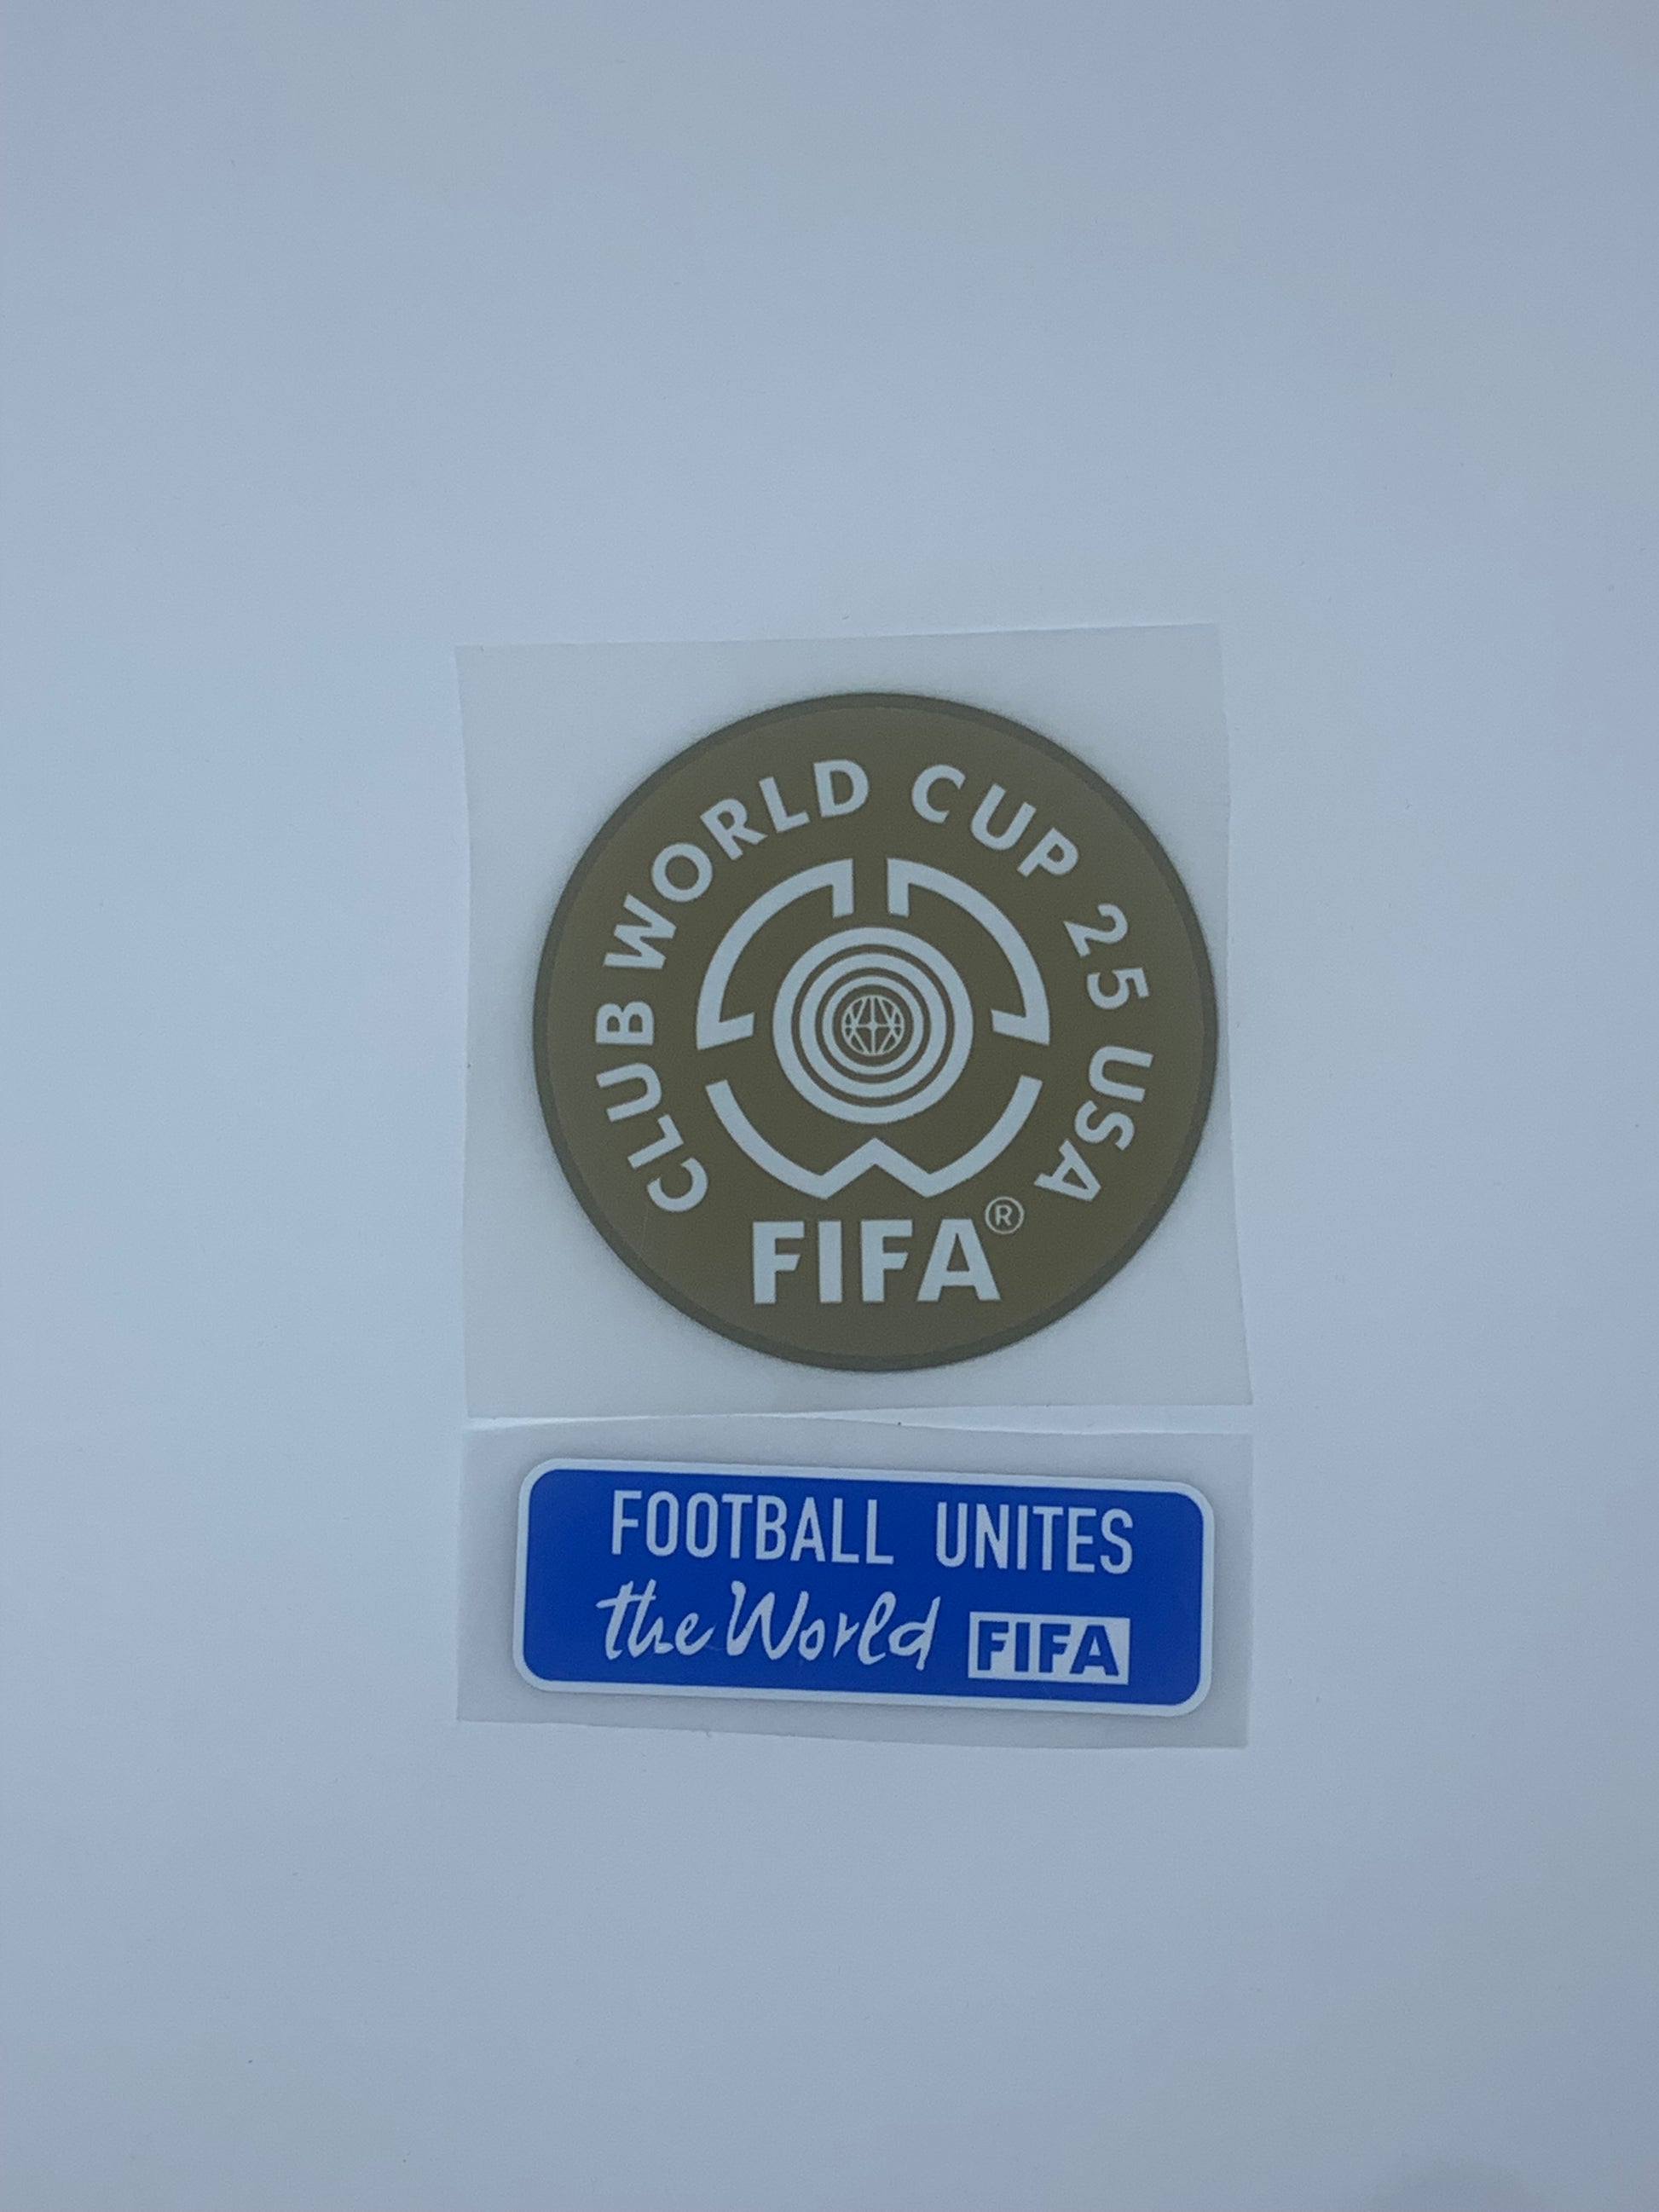 CLUB WORLD CUP 25 USA
FIFA®
FOOTBALL UNITES
the World FIFA